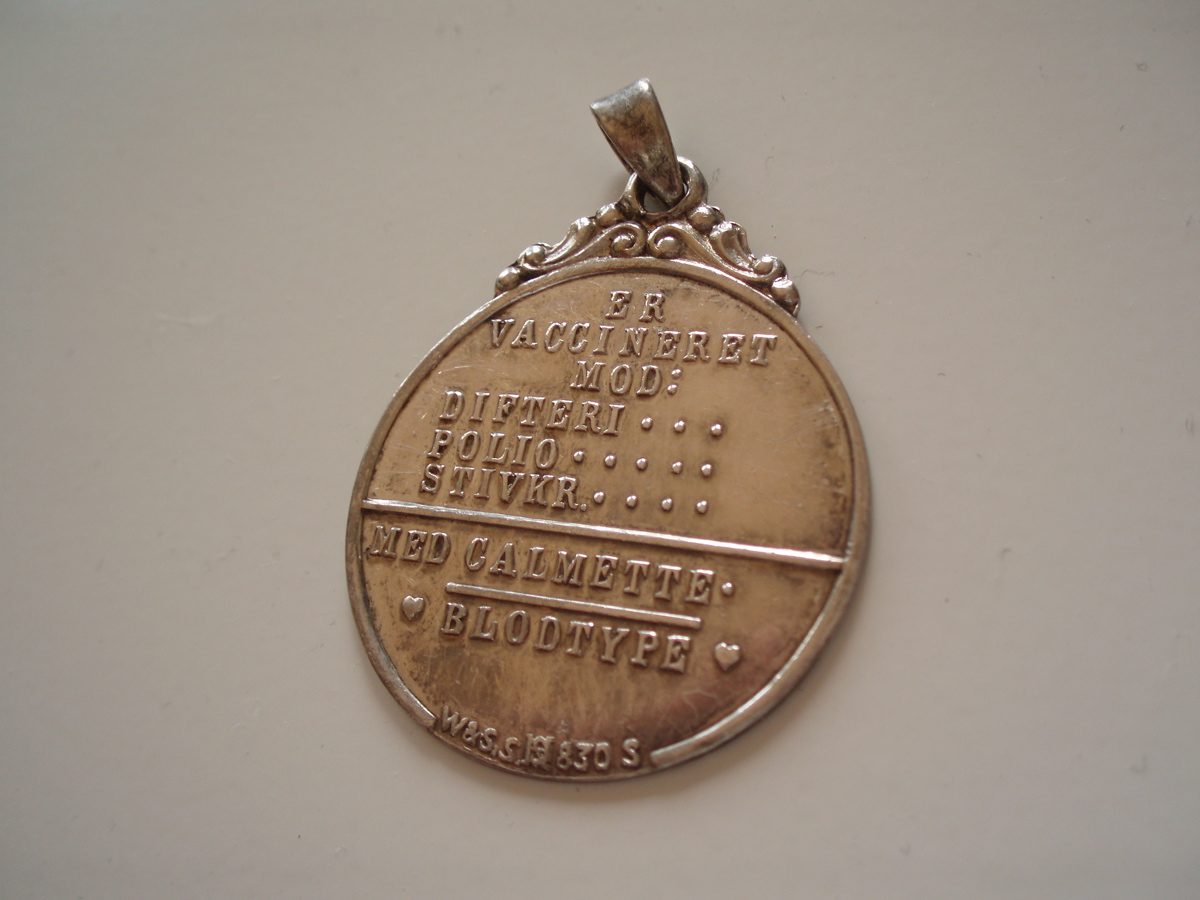 ER
VACCINERET
MOD:
DIFTERI . . .
POLIO . . . . .
STIVKR. . . . .
MED CALMETTE.
♥ BLODTYPE ♥
W&S.S. 830 S